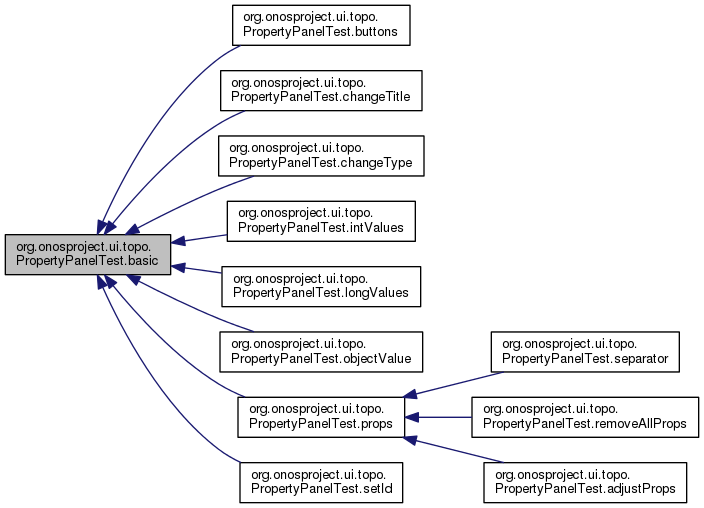 org.onosproject.ui.topo.
PropertyPanelTest.buttons
org.onosproject.ui.topo.
PropertyPanelTest.changeTitle
org.onosproject.ui.topo.
PropertyPanelTest.changeType
org.onosproject.ui.topo.
PropertyPanelTest.intValues
org.onosproject.ui.topo.
PropertyPanelTest.basic
org.onosproject.ui.topo.
PropertyPanelTest.longValues
org.onosproject.ui.topo.
PropertyPanelTest.objectValue
org.onosproject.ui.topo.
PropertyPanelTest.separator
org.onosproject.ui.topo.
PropertyPanelTest.props
org.onosproject.ui.topo.
PropertyPanelTest.removeAllProps
org.onosproject.ui.topo.
PropertyPanelTest.setId
org.onosproject.ui.topo.
PropertyPanelTest.adjustProps